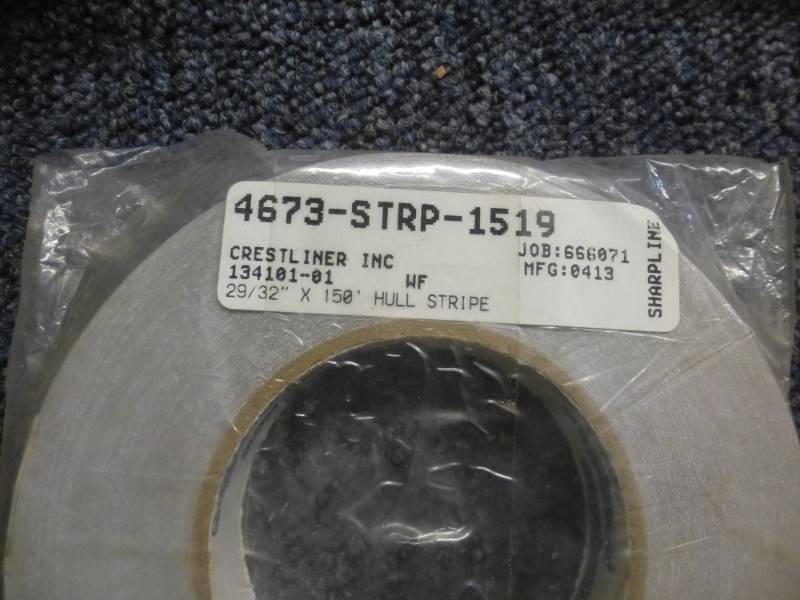 4673-STRP-1519
CRESTLINER INC
134101-01 WF
29/32" X 150' HULL STRIPE
JOB:666071
MFG:0413
SHARPLINE